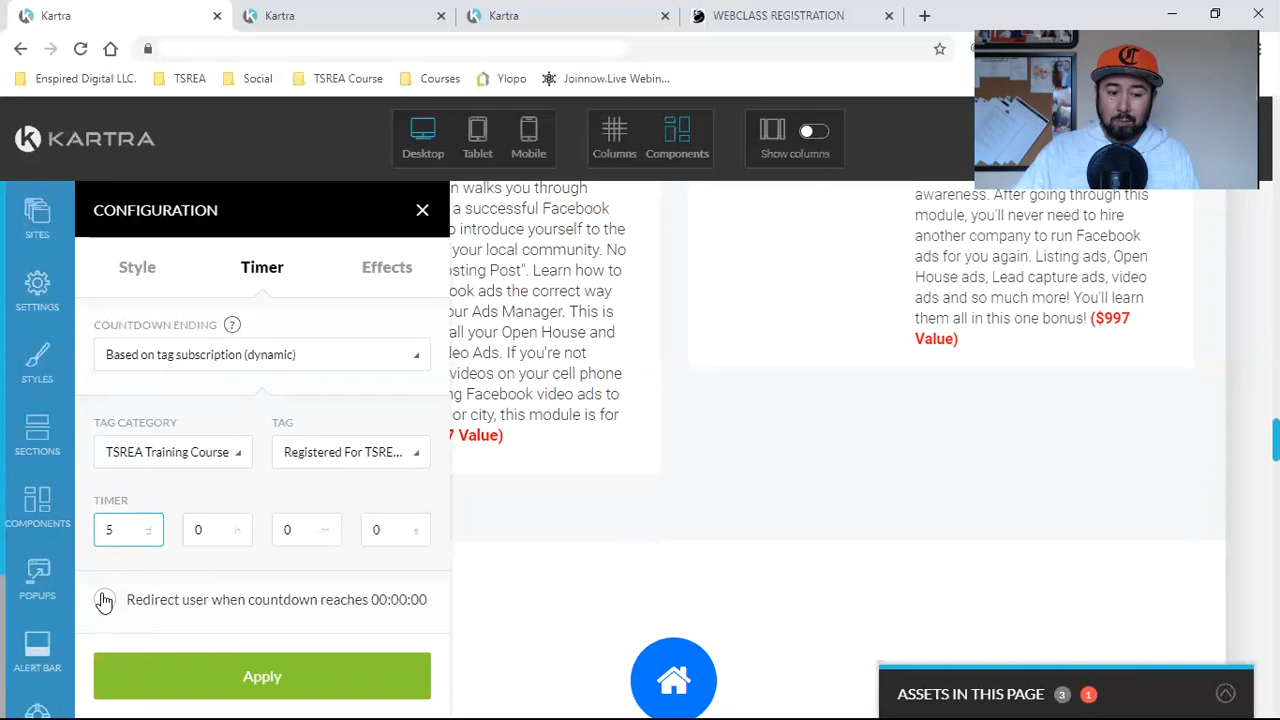 Kartra
Kartra
Kartra
WEBCLASS REGISTRATION
Enspired Digital LLC.
TSREA
Social
TSREA Course
Courses
Ylopo
Joinnow.Live Webin...
KARTRA
Desktop
Tablet
Mobile
Columns
Components
Show columns
SITES
SETTINGS
STYLES
SECTIONS
COMPONENTS
POPUPS
ALERT BAR
CONFIGURATION
Style
Timer
Effects
COUNTDOWN ENDING ?
Based on tag subscription (dynamic)
TAG CATEGORY
TAG
TSREA Training Course
Registered For TSRE...
TIMER
5 d
0 h
0 m
0 s
Redirect user when countdown reaches 00:00:00
Apply
n walks you through
a successful Facebook
o introduce yourself to the
your local community. No
sting Post". Learn how to
ook ads the correct way
our Ads Manager. This is
all your Open House and
deo Ads. If you're not
videos on your cell phone
ng Facebook video ads to
or city, this module is for
7 Value)
awareness. After going through this
module, you'll never need to hire
another company to run Facebook
ads for you again. Listing ads, Open
House ads, Lead capture ads, video
ads and so much more! You'll learn
them all in this one bonus! ($997
Value)
ASSETS IN THIS PAGE 3 1